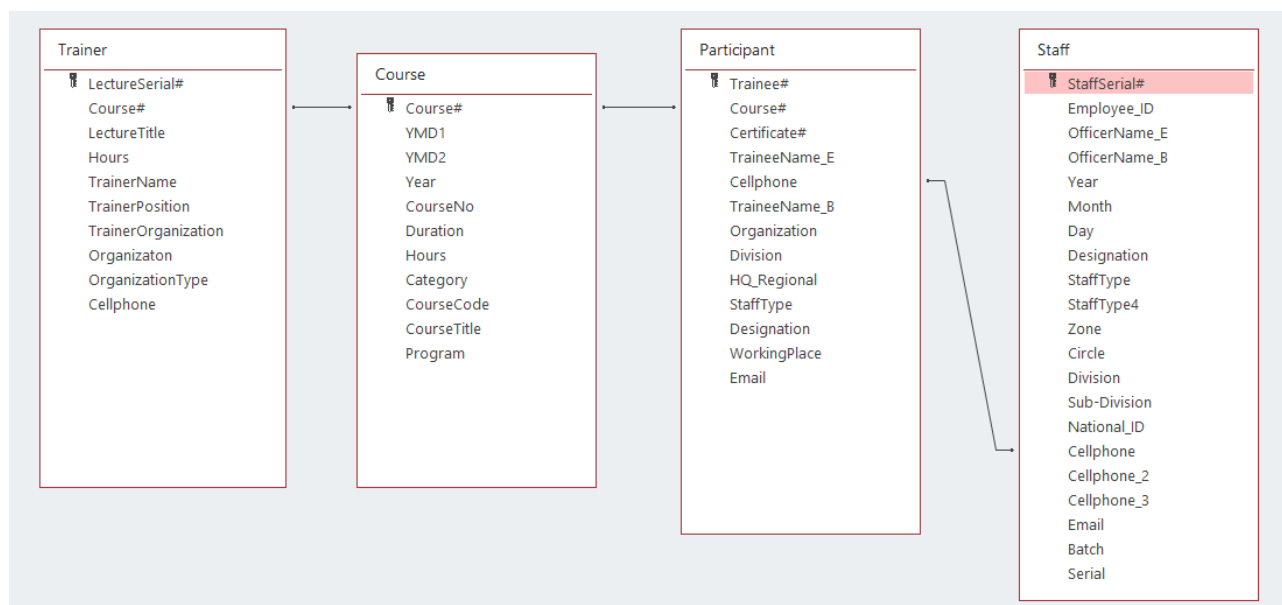 Trainer
LectureSerial#
Course#
LectureTitle
Hours
TrainerName
TrainerPosition
TrainerOrganization
Organizaton
OrganizationType
Cellphone
Course
Course#
YMD1
YMD2
Year
CourseNo
Duration
Hours
Category
CourseCode
CourseTitle
Program
Participant
Trainee#
Course#
Certificate#
TraineeName_E
Cellphone
TraineeName_B
Organization
Division
HQ_Regional
StaffType
Designation
WorkingPlace
Email
Staff
StaffSerial#
Employee_ID
OfficerName_E
OfficerName_B
Year
Month
Day
Designation
StaffType
StaffType4
Zone
Circle
Division
Sub-Division
National_ID
Cellphone
Cellphone_2
Cellphone_3
Email
Batch
Serial